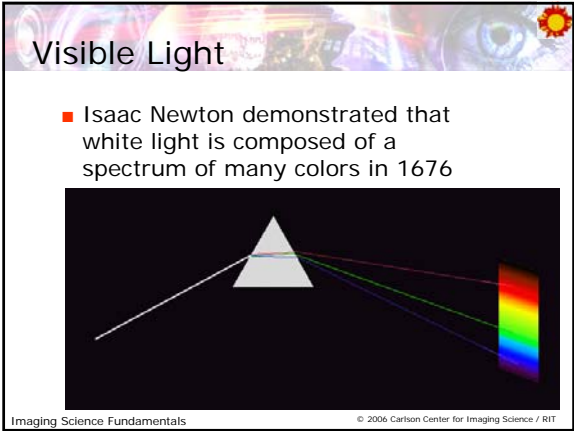 Visible Light
■ Isaac Newton demonstrated that
white light is composed of a
spectrum of many colors in 1676
Imaging Science Fundamentals
© 2006 Carlson Center for Imaging Science / RIT